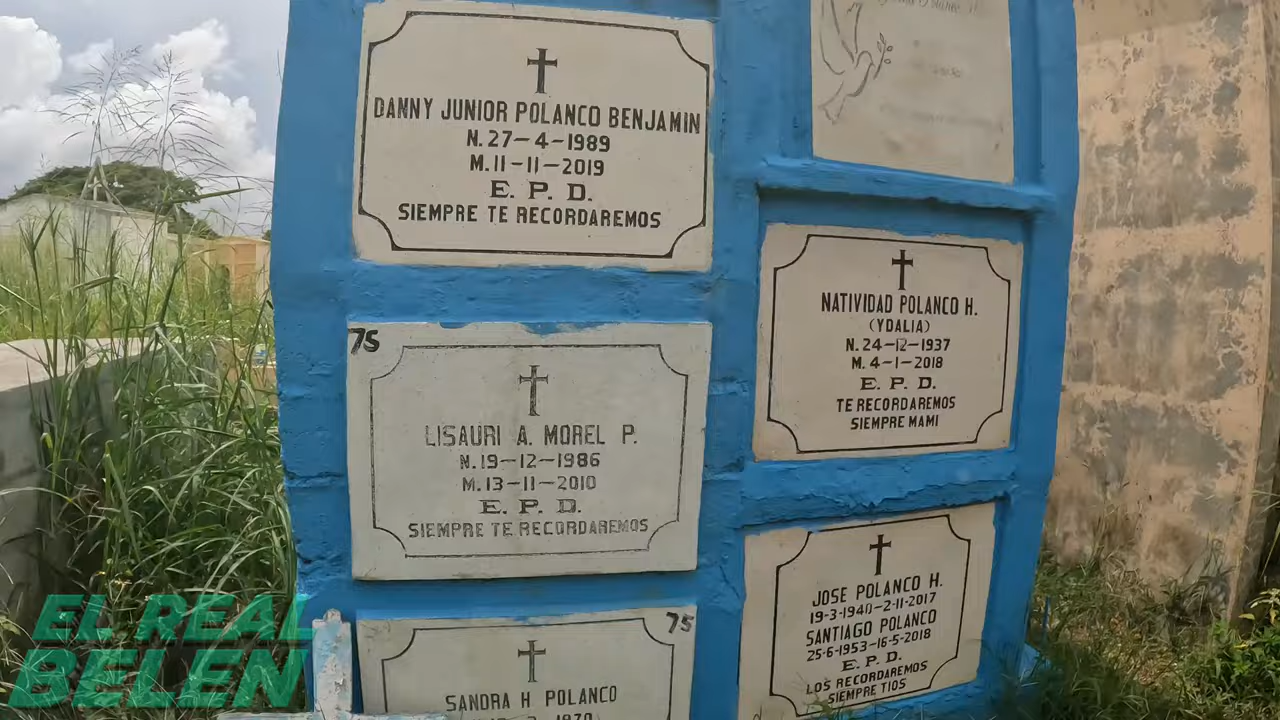 DANNY JUNIOR POLANCO BENJAMIN
N. 27-4-1989
M. 11-11-2019
E. P. D.
SIEMPRE TE RECORDAREMOS
75
LISAURI A. MOREL P.
N. 19-12-1986
M. 13-11-2010
E. P. D.
SIEMPRE TE RECORDAREMOS
75
SANDRA H POLANCO
NATIVIDAD POLANCO H.
(YDALIA)
N. 24-12-1937
M. 4-1-2018
E. P. D.
TE RECORDAREMOS
SIEMPRE MAMI
JOSE POLANCO H.
19-3-1940-2-11-2017
SANTIAGO POLANCO
25-6-1953-16-5-2018
E. P. D.
LOS RECORDAREMOS
SIEMPRE TIOS
EL REAL
BELEN